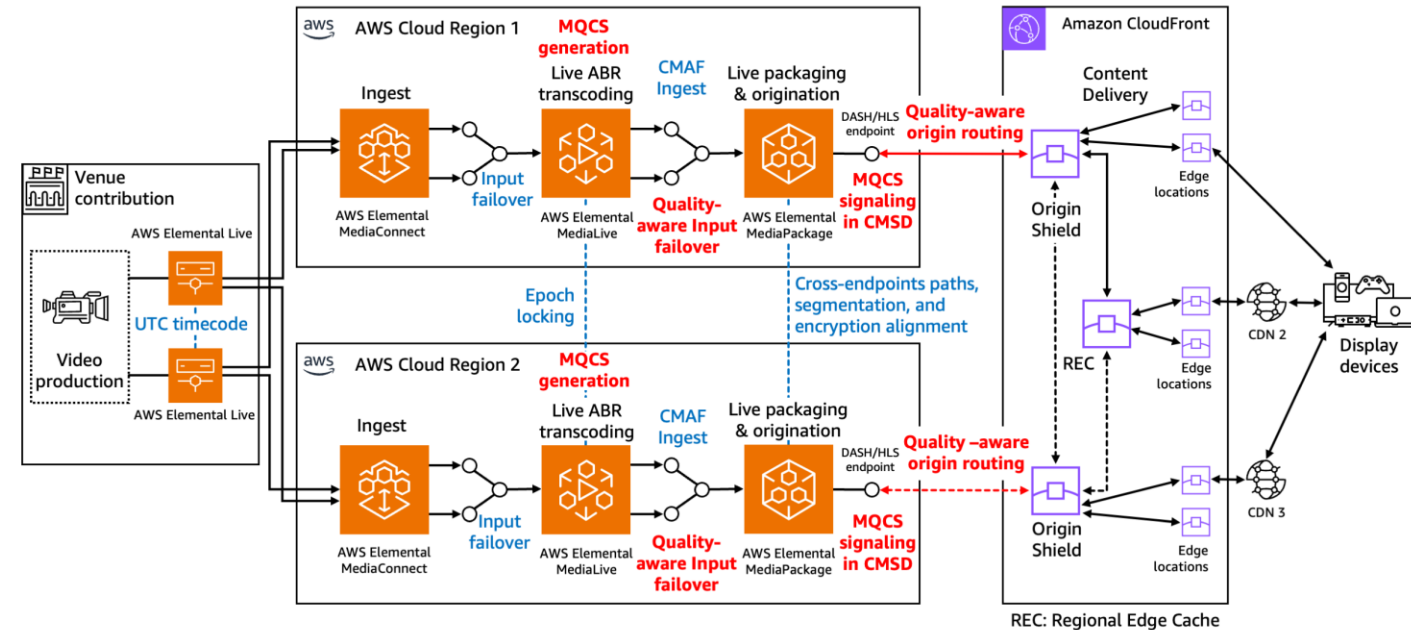 aws
AWS Cloud Region 1
MQCS
generation
Ingest
Live ABR
transcoding
CMAF
Ingest
Live packaging
& origination
Input
failover
Quality-
aware Input
failover
AWS Elemental
MediaConnect
AWS Elemental
MediaLive
AWS Elemental
MediaPackage
DASH/HLS
endpoint
Quality-aware
origin routing
MQCS
signaling
in CMSD
Venue
contribution
AWS Elemental Live
UTC timecode
Video
production
AWS Elemental Live
Epoch
locking
Cross-endpoints paths,
segmentation, and
encryption alignment
aws
AWS Cloud Region 2
MQCS
generation
Ingest
Live ABR
transcoding
CMAF
Ingest
Live packaging
& origination
Input
failover
Quality-
aware Input
failover
AWS Elemental
MediaConnect
AWS Elemental
MediaLive
AWS Elemental
MediaPackage
DASH/HLS
endpoint
Quality –aware
origin routing
MQCS
signaling
in CMSD
Amazon CloudFront
Content
Delivery
Edge
locations
Origin
Shield
REC
Edge
locations
CDN 2
Display
devices
Origin
Shield
Edge
locations
CDN 3
REC: Regional Edge Cache